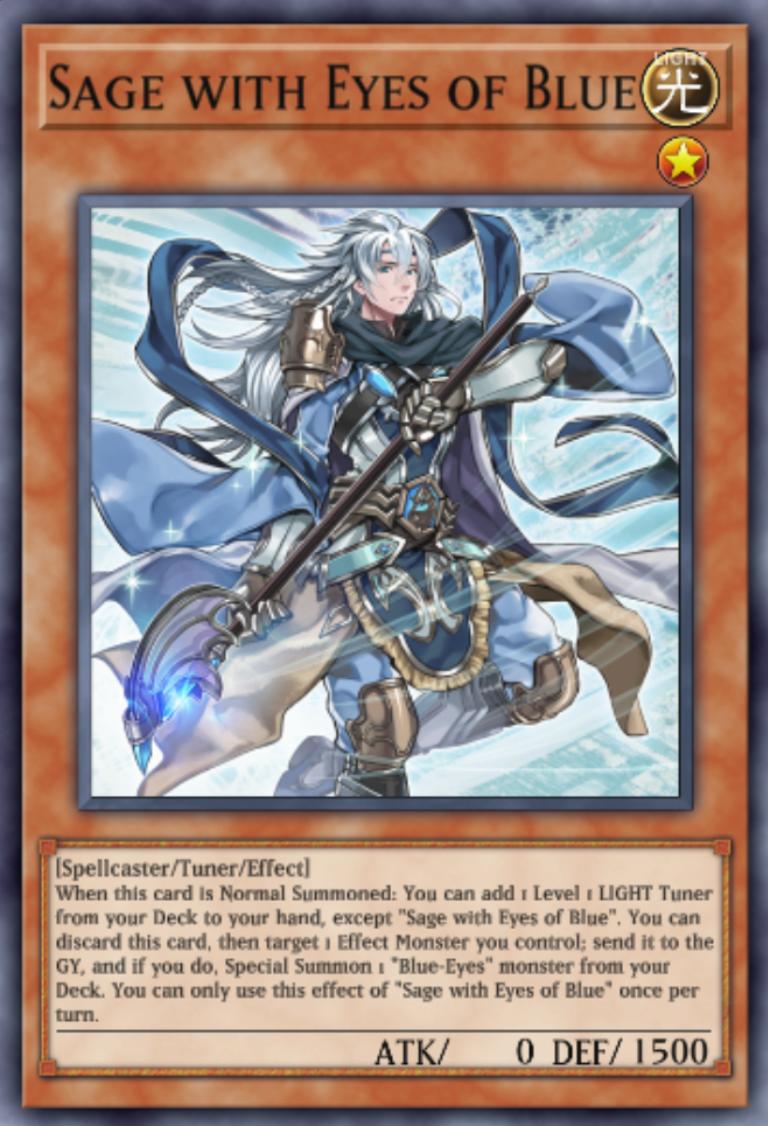 SAGE WITH EYES OF BLUE
LIGHT
光
[Spellcaster/Tuner/Effect]
When this card is Normal Summoned: You can add 1 Level 1 LIGHT Tuner
from your Deck to your hand, except "Sage with Eyes of Blue". You can
discard this card, then target 1 Effect Monster you control; send it to the
GY, and if you do, Special Summon 1 "Blue-Eyes" monster from your
Deck. You can only use this effect of "Sage with Eyes of Blue" once per
turn.
ATK/ 0 DEF/ 1500